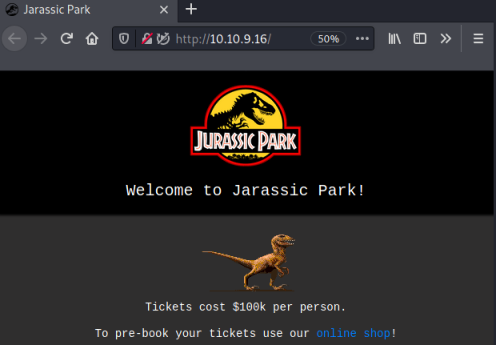 Jarassic Park
http://10.10.9.16/
50%
JURASSIC PARK
Welcome to Jarassic Park!
Tickets cost $100k per person.
To pre-book your tickets use our online shop!